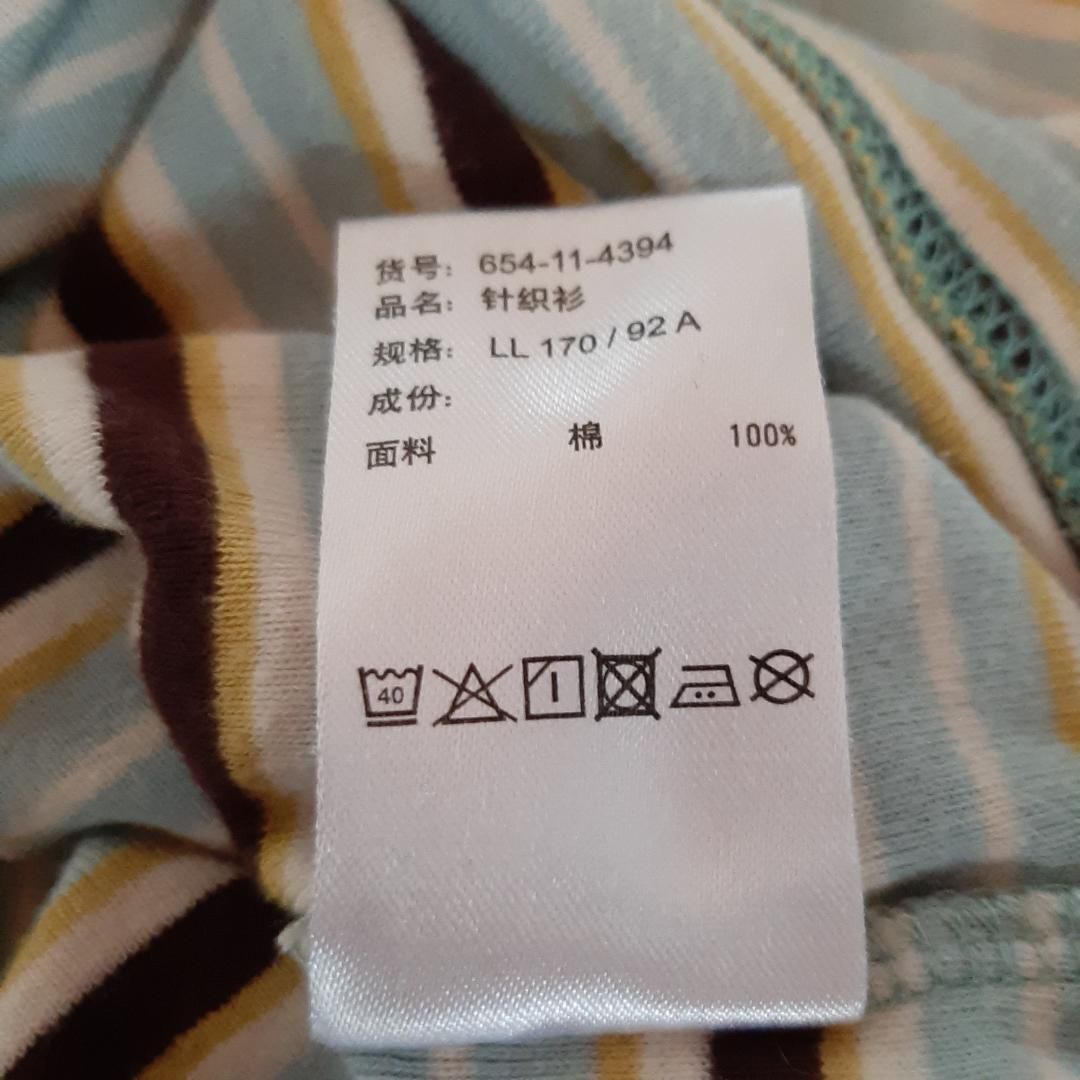 货号: 654-11-4394
品名: 针织衫
规格: LL 170 / 92 A
成份:
面料 棉 100%
40